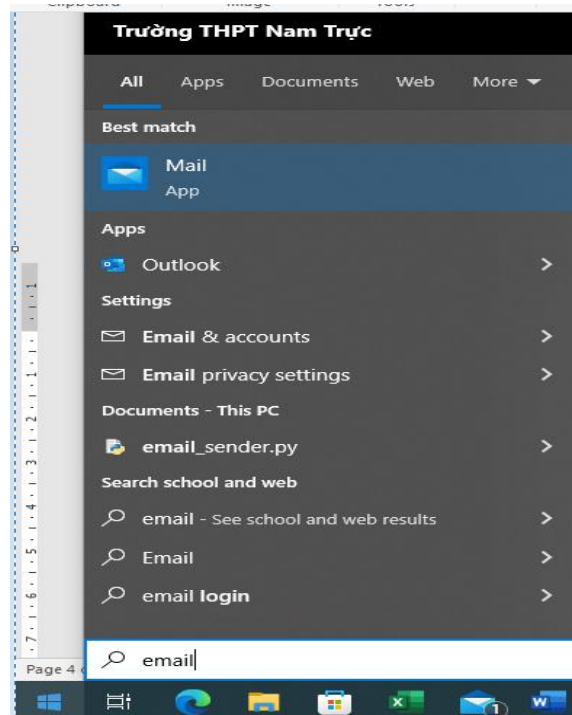 Trường THPT Nam Trực
All Apps Documents Web More
Best match
Mail
App
Apps
Outlook
Settings
Email & accounts
Email privacy settings
Documents - This PC
email_sender.py
Search school and web
email - See school and web results
Email
email login
email
Page 4